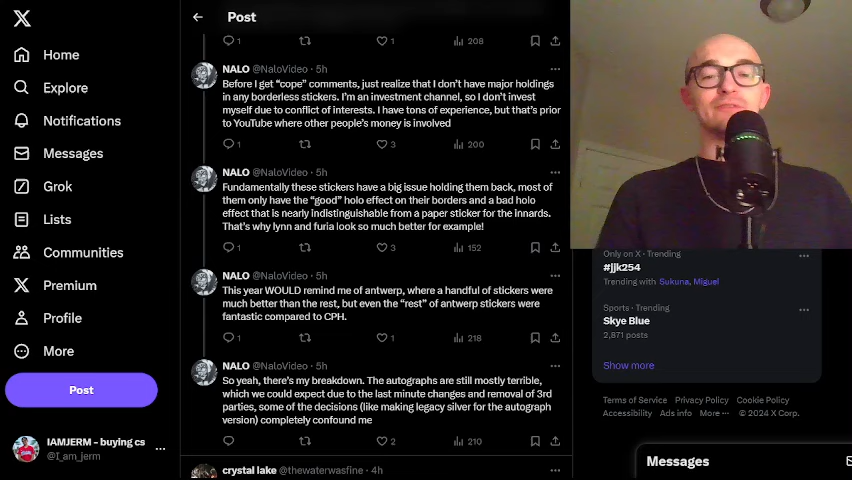 Post
1
1
208
Home
NALO @NaloVideo · 5h
Before I get “cope” comments, just realize that I don’t have major holdings
in any borderless stickers. I’m an investment channel, so I don’t invest
myself due to conflict of interests. I have tons of experience, but that’s prior
to YouTube where other people’s money is involved
1
3
200
Explore
Notifications
Messages
Grok
Lists
Communities
Premium
Profile
More
Post
IAMJERM - buying cs
@I_am_jerm
NALO @NaloVideo · 5h
Fundamentally these stickers have a big issue holding them back, most of
them only have the “good” holo effect on their borders and a bad holo
effect that is nearly indistinguishable from a paper sticker for the innards.
That’s why lynn and furia look so much better for example!
1
3
152
NALO @NaloVideo · 5h
This year WOULD remind me of antwerp, where a handful of stickers were
much better than the rest, but even the “rest” of antwerp stickers were
fantastic compared to CPH.
1
1
218
NALO @NaloVideo · 5h
So yeah, there’s my breakdown. The autographs are still mostly terrible,
which we could expect due to the last minute changes and removal of 3rd
parties, some of the decisions (like making legacy silver for the autograph
version) completely confound me
2
210
crystal lake @thewaterwasfine · 4h
Only on X · Trending
#jjk254
Trending with Sukuna, Miguel
Sports · Trending
Skye Blue
2,871 posts
Show more
Terms of Service Privacy Policy Cookie Policy
Accessibility Ads info More ··· © 2024 X Corp.
Messages